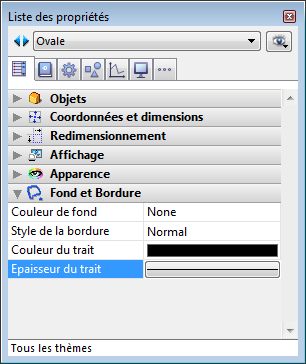 Liste des propriétés
Ovale
Objets
Coordonnées et dimensions
Redimensionnement
Affichage
Apparence
Fond et Bordure
Couleur de fond None
Style de la bordure Normal
Couleur du trait
Epaisseur du trait
Tous les thèmes